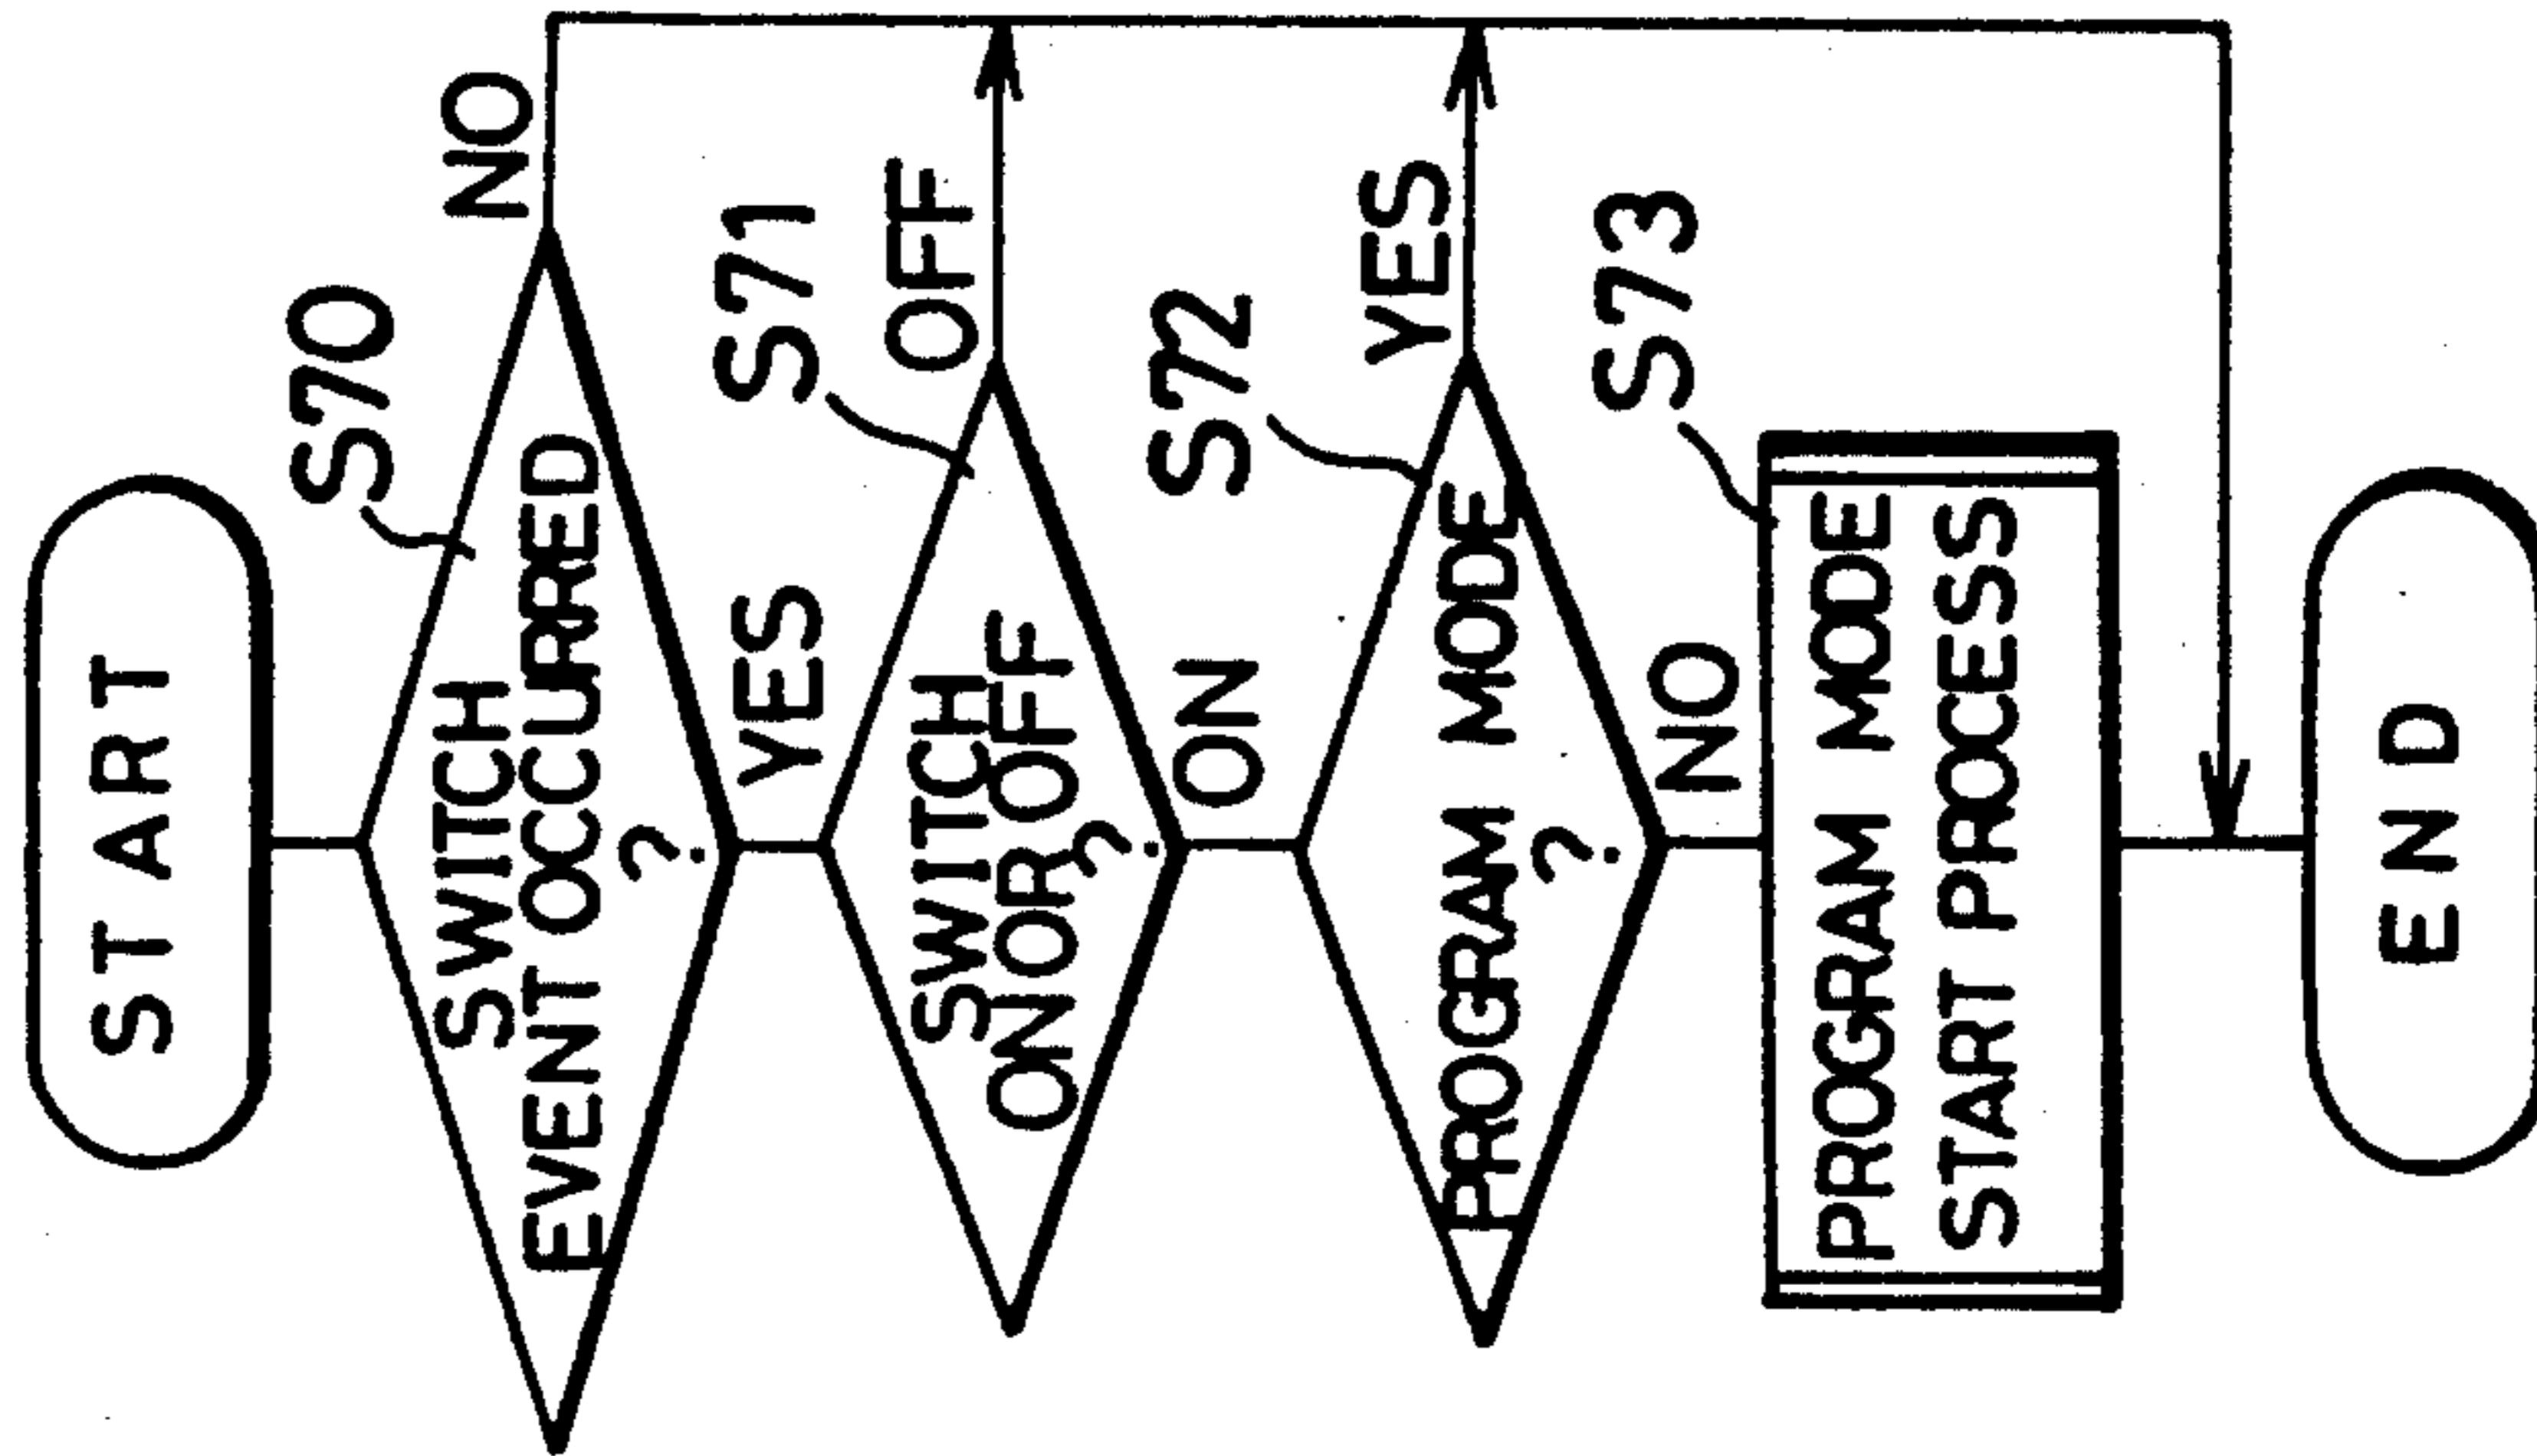 START
S70
SWITCH
EVENT OCCURRED
?
NO
YES
S71
SWITCH
ON OR OFF
?
OFF
ON
S72
PROGRAM MODE
?
YES
NO
S73
PROGRAM MODE
START PROCESS
END